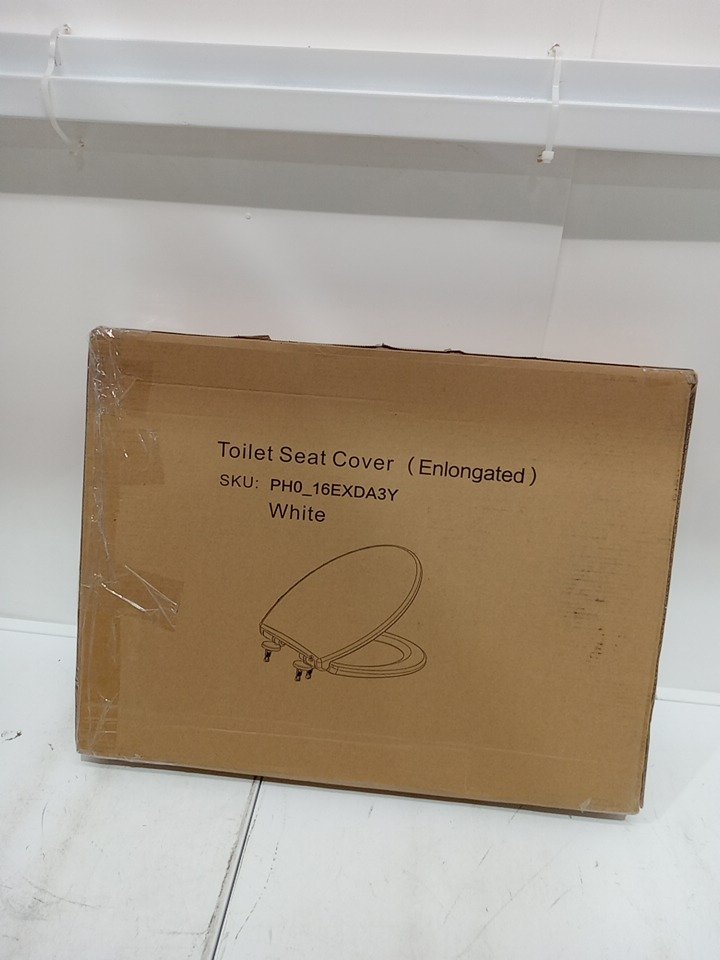 Toilet Seat Cover (Enlongated)
SKU: PH0_16EXDA3Y
White